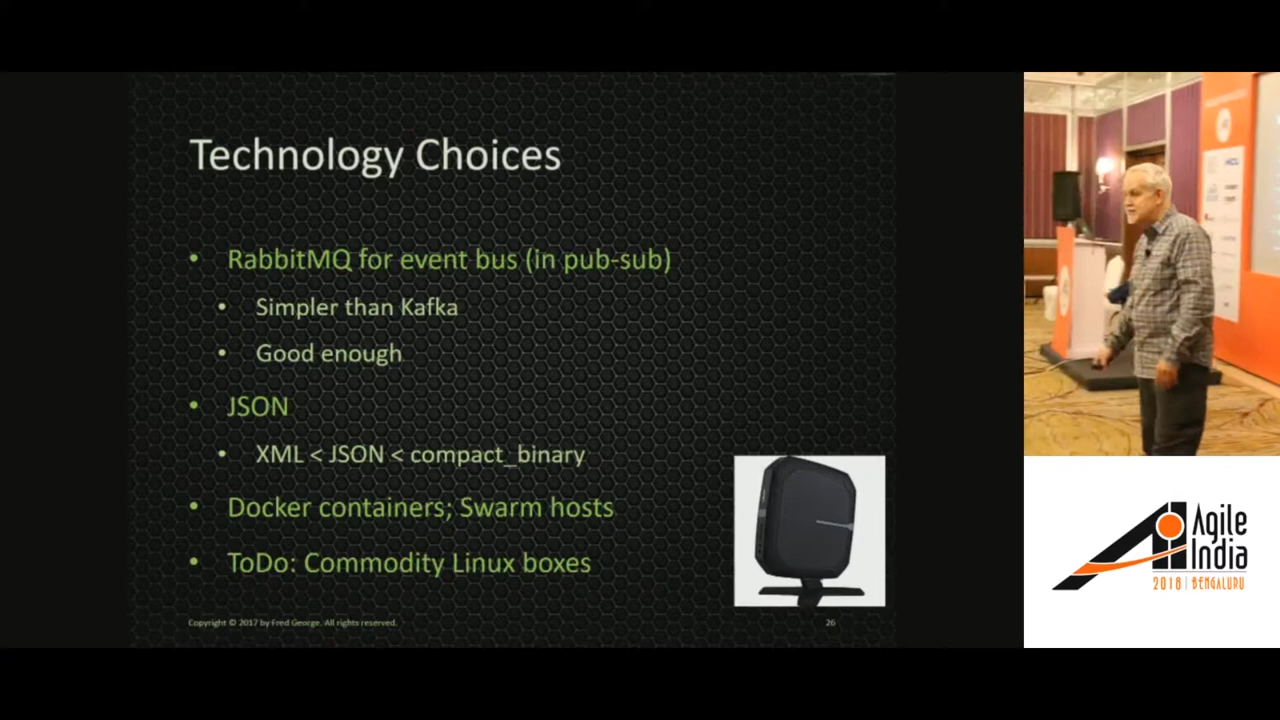 Technology Choices
• RabbitMQ for event bus (in pub-sub)
• Simpler than Kafka
• Good enough
• JSON
• XML < JSON < compact_binary
• Docker containers; Swarm hosts
• ToDo: Commodity Linux boxes
Copyright © 2017 by Fred George. All rights reserved.
26
Agile
India
2018 | BENGALURU